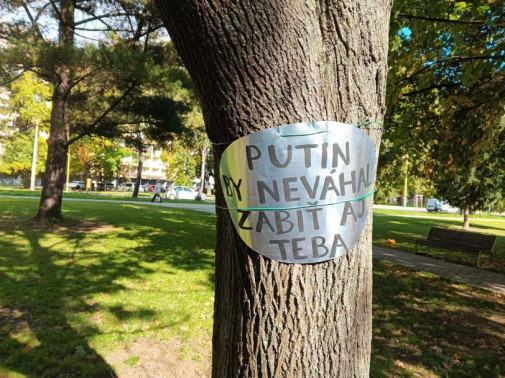 PUTIN
BY NEVÁHAL
ZABIŤ AJ
TEBA